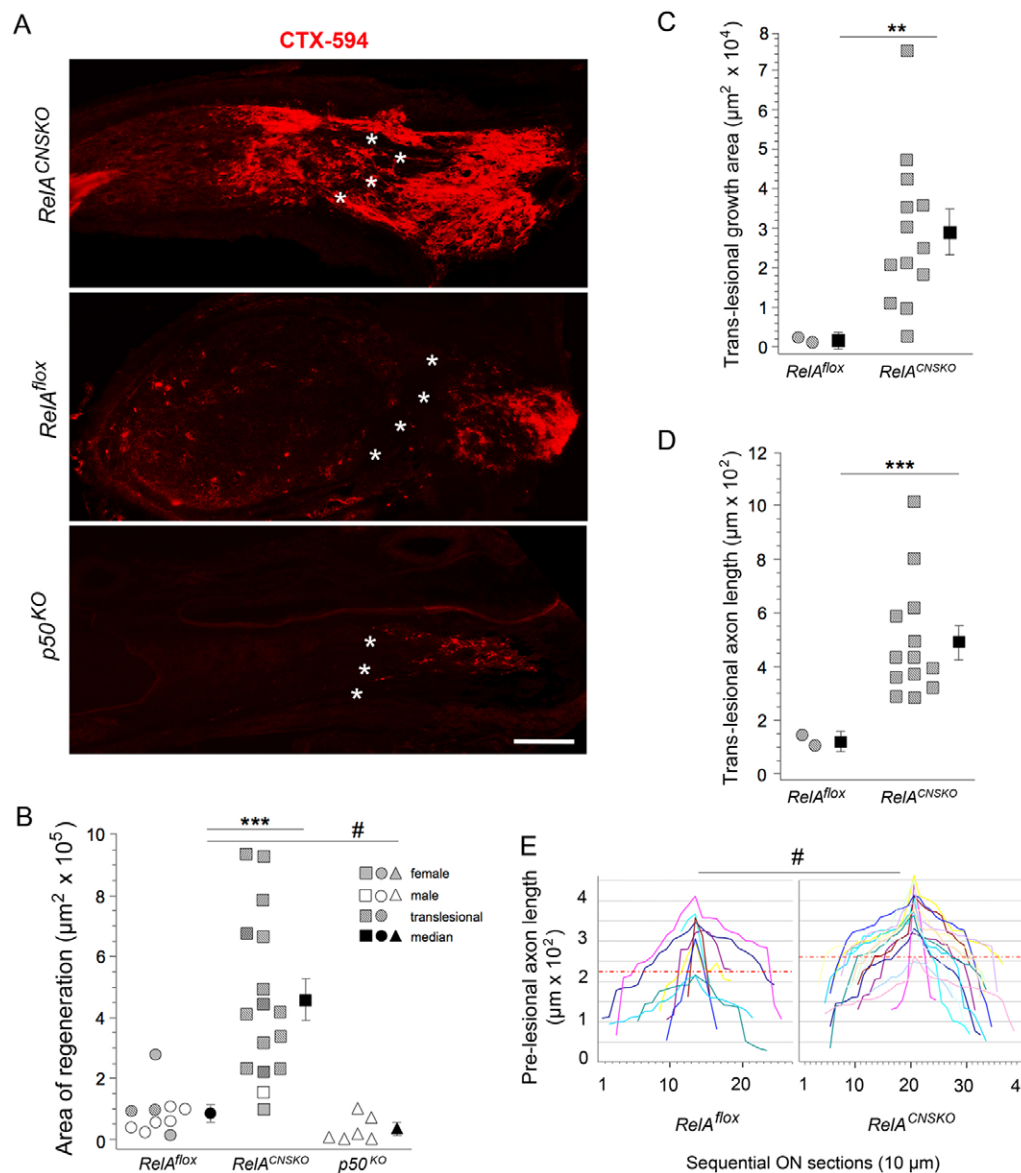 A
CTX-594
RelA^CNSKO
*
*
*
*
RelA^flox
*
*
*
*
p50^KO
*
*
*
B
Area of regeneration (µm² x 10⁵)
10
8
6
4
2
0
***
#
female
male
translesional
median
RelA^flox
RelA^CNSKO
p50^KO
C
Trans-lesional growth area (µm² x 10⁴)
8
7
6
5
4
3
2
1
0
**
RelA^flox
RelA^CNSKO
D
Trans-lesional axon length (µm x 10²)
12
10
8
6
4
2
0
***
RelA^flox
RelA^CNSKO
E
#
Pre-lesional axon length
(µm x 10²)
4
3
2
1
0
1 10 20
1 10 20 30 4
RelA^flox
RelA^CNSKO
Sequential ON sections (10 µm)